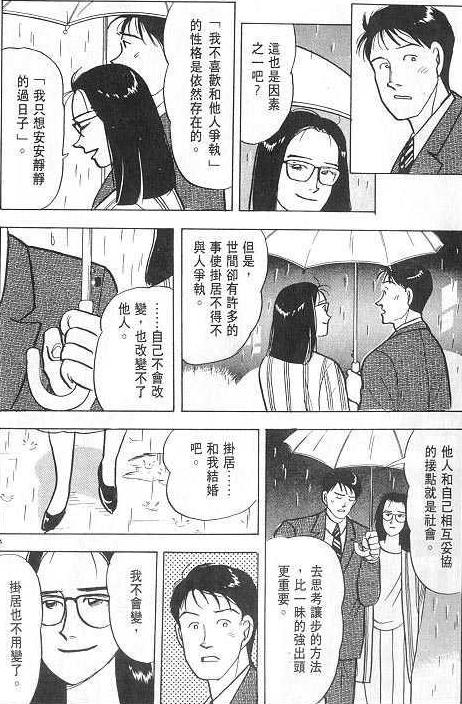 這也是因素
之一吧？
「我不喜歡和他人爭執」
的性格是依然存在的。
「我只想安安靜靜
的過日子」。
但是，
世間卻有許多的
事使掛居不得不
與人爭執。
……自己不會改
變，也改變不了
他人。
他人和自己相互妥協
的接點就是社會。
去思考讓步的方法
，比一昧的強出頭
更重要。
掛居……
和我結婚
吧。
我不會變，
掛居也不用變了。